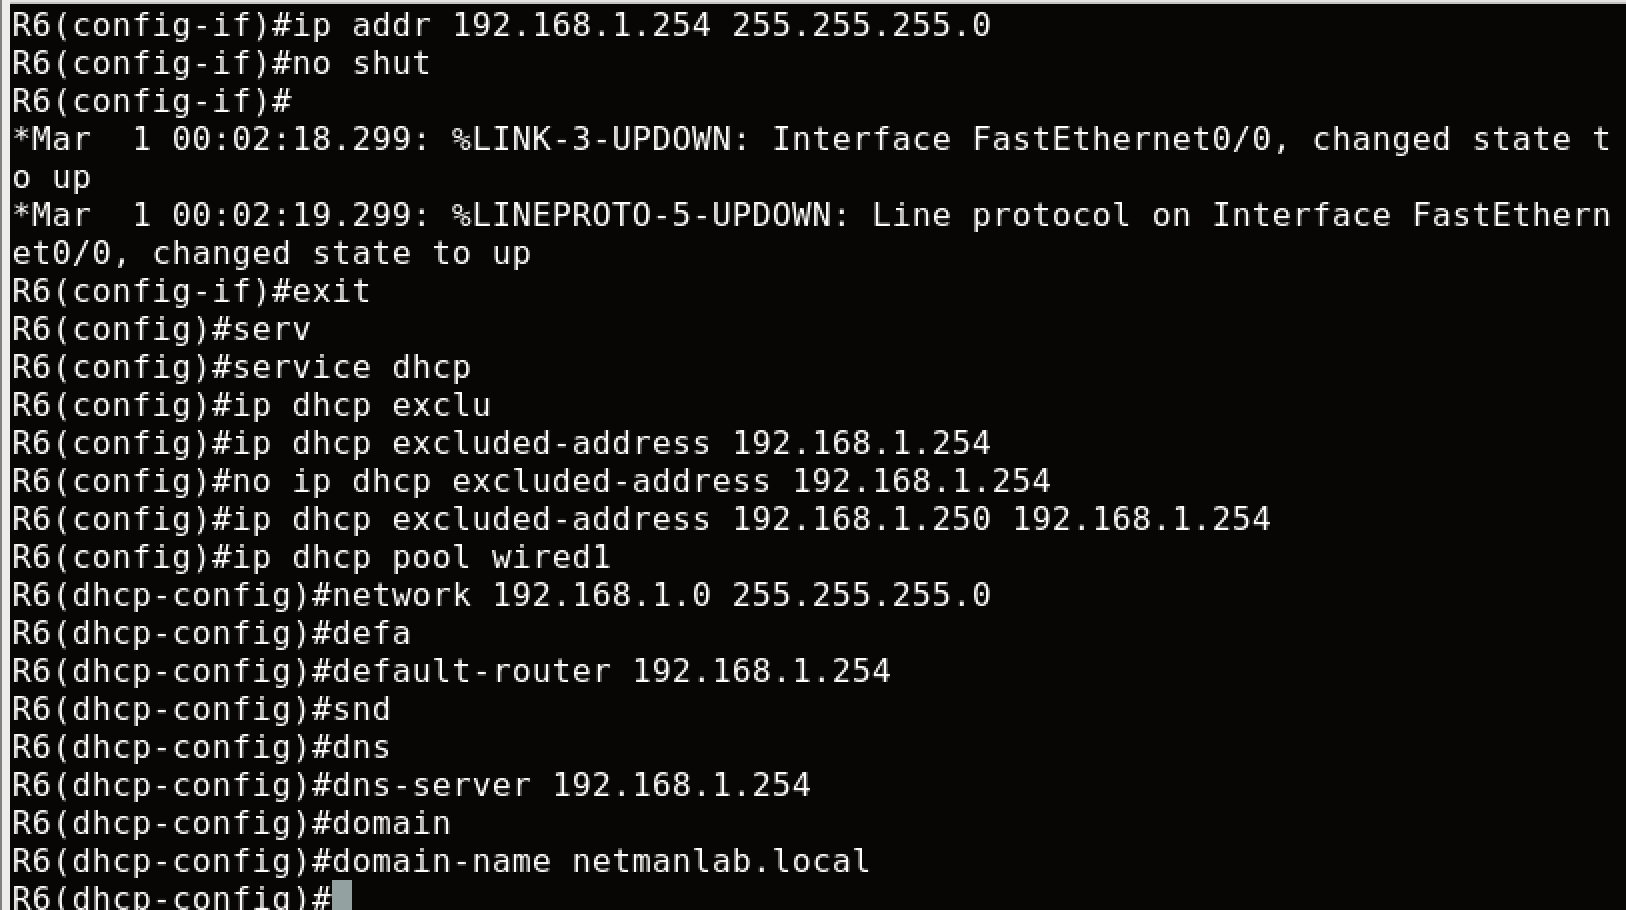 R6(config-if)#ip addr 192.168.1.254 255.255.255.0
R6(config-if)#no shut
R6(config-if)#
*Mar  1 00:02:18.299: %LINK-3-UPDOWN: Interface FastEthernet0/0, changed state t
o up
*Mar  1 00:02:19.299: %LINEPROTO-5-UPDOWN: Line protocol on Interface FastEthern
et0/0, changed state to up
R6(config-if)#exit
R6(config)#serv
R6(config)#service dhcp
R6(config)#ip dhcp exclu
R6(config)#ip dhcp excluded-address 192.168.1.254
R6(config)#no ip dhcp excluded-address 192.168.1.254
R6(config)#ip dhcp excluded-address 192.168.1.250 192.168.1.254
R6(config)#ip dhcp pool wired1
R6(dhcp-config)#network 192.168.1.0 255.255.255.0
R6(dhcp-config)#defa
R6(dhcp-config)#default-router 192.168.1.254
R6(dhcp-config)#snd
R6(dhcp-config)#dns
R6(dhcp-config)#dns-server 192.168.1.254
R6(dhcp-config)#domain
R6(dhcp-config)#domain-name netmanlab.local
R6(dhcp-config)#